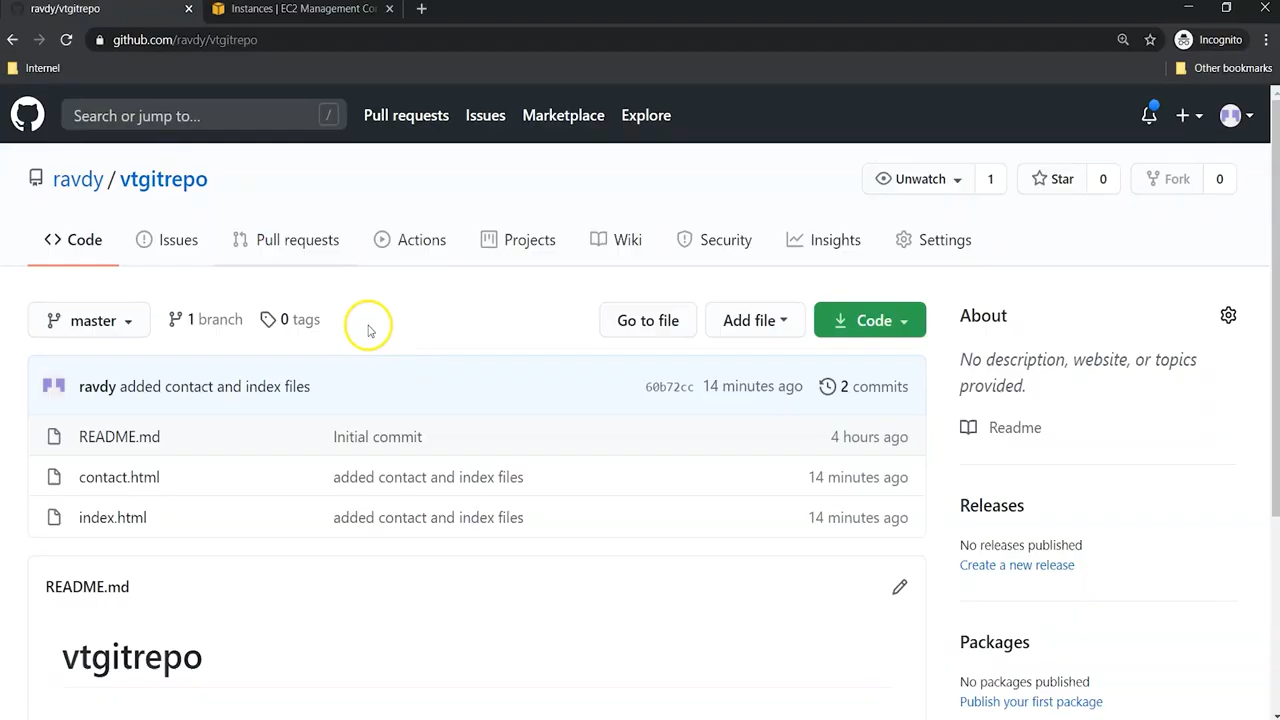 ravdy/vtgitrepo
Instances | EC2 Management Co
github.com/ravdy/vtgitrepo
Incognito
Internet
Other bookmarks
Search or jump to...
/
Pull requests
Issues
Marketplace
Explore
ravdy / vtgitrepo
Unwatch
1
Star
0
Fork
0
Code
Issues
Pull requests
Actions
Projects
Wiki
Security
Insights
Settings
master
1 branch
0 tags
Go to file
Add file
Code
About
No description, website, or topics
provided.
Readme
ravdy added contact and index files
60b72cc
14 minutes ago
2 commits
README.md
Initial commit
4 hours ago
contact.html
added contact and index files
14 minutes ago
index.html
added contact and index files
14 minutes ago
Releases
No releases published
Create a new release
README.md
vtgitrepo
Packages
No packages published
Publish your first package